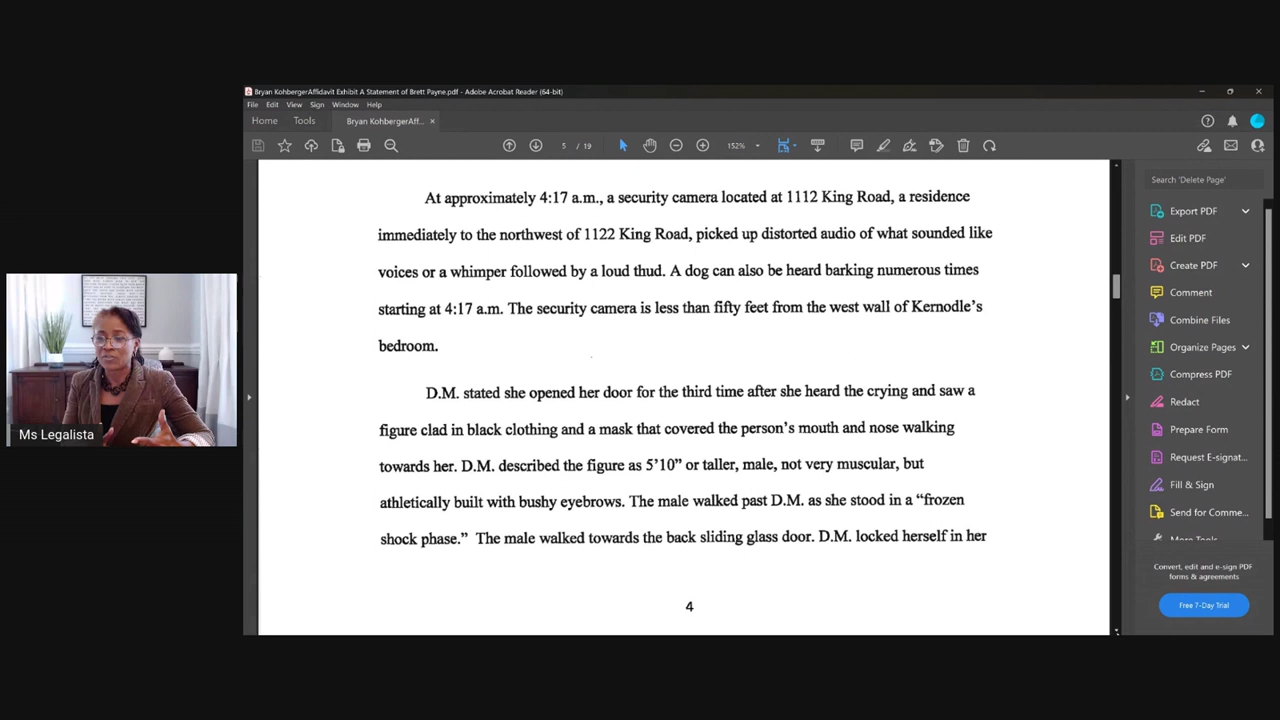 Bryan KohbergerAffidavit Exhibit A Statement of Brett Payne.pdf - Adobe Acrobat Reader (64-bit)
File Edit View Sign Window Help
Home Tools Bryan KohbergerAff... ×
5 / 19 152%
At approximately 4:17 a.m., a security camera located at 1112 King Road, a residence
immediately to the northwest of 1122 King Road, picked up distorted audio of what sounded like
voices or a whimper followed by a loud thud. A dog can also be heard barking numerous times
starting at 4:17 a.m. The security camera is less than fifty feet from the west wall of Kernodle's
bedroom.
D.M. stated she opened her door for the third time after she heard the crying and saw a
figure clad in black clothing and a mask that covered the person's mouth and nose walking
towards her. D.M. described the figure as 5'10" or taller, male, not very muscular, but
athletically built with bushy eyebrows. The male walked past D.M. as she stood in a "frozen
shock phase." The male walked towards the back sliding glass door. D.M. locked herself in her
4
Search 'Delete Page'
Export PDF
Edit PDF
Create PDF
Comment
Combine Files
Organize Pages
Compress PDF
Redact
Prepare Form
Request E-signat...
Fill & Sign
Send for Comme...
More Tools
Convert, edit and e-sign PDF
forms & agreements
Free 7-Day Trial
Ms Legalista